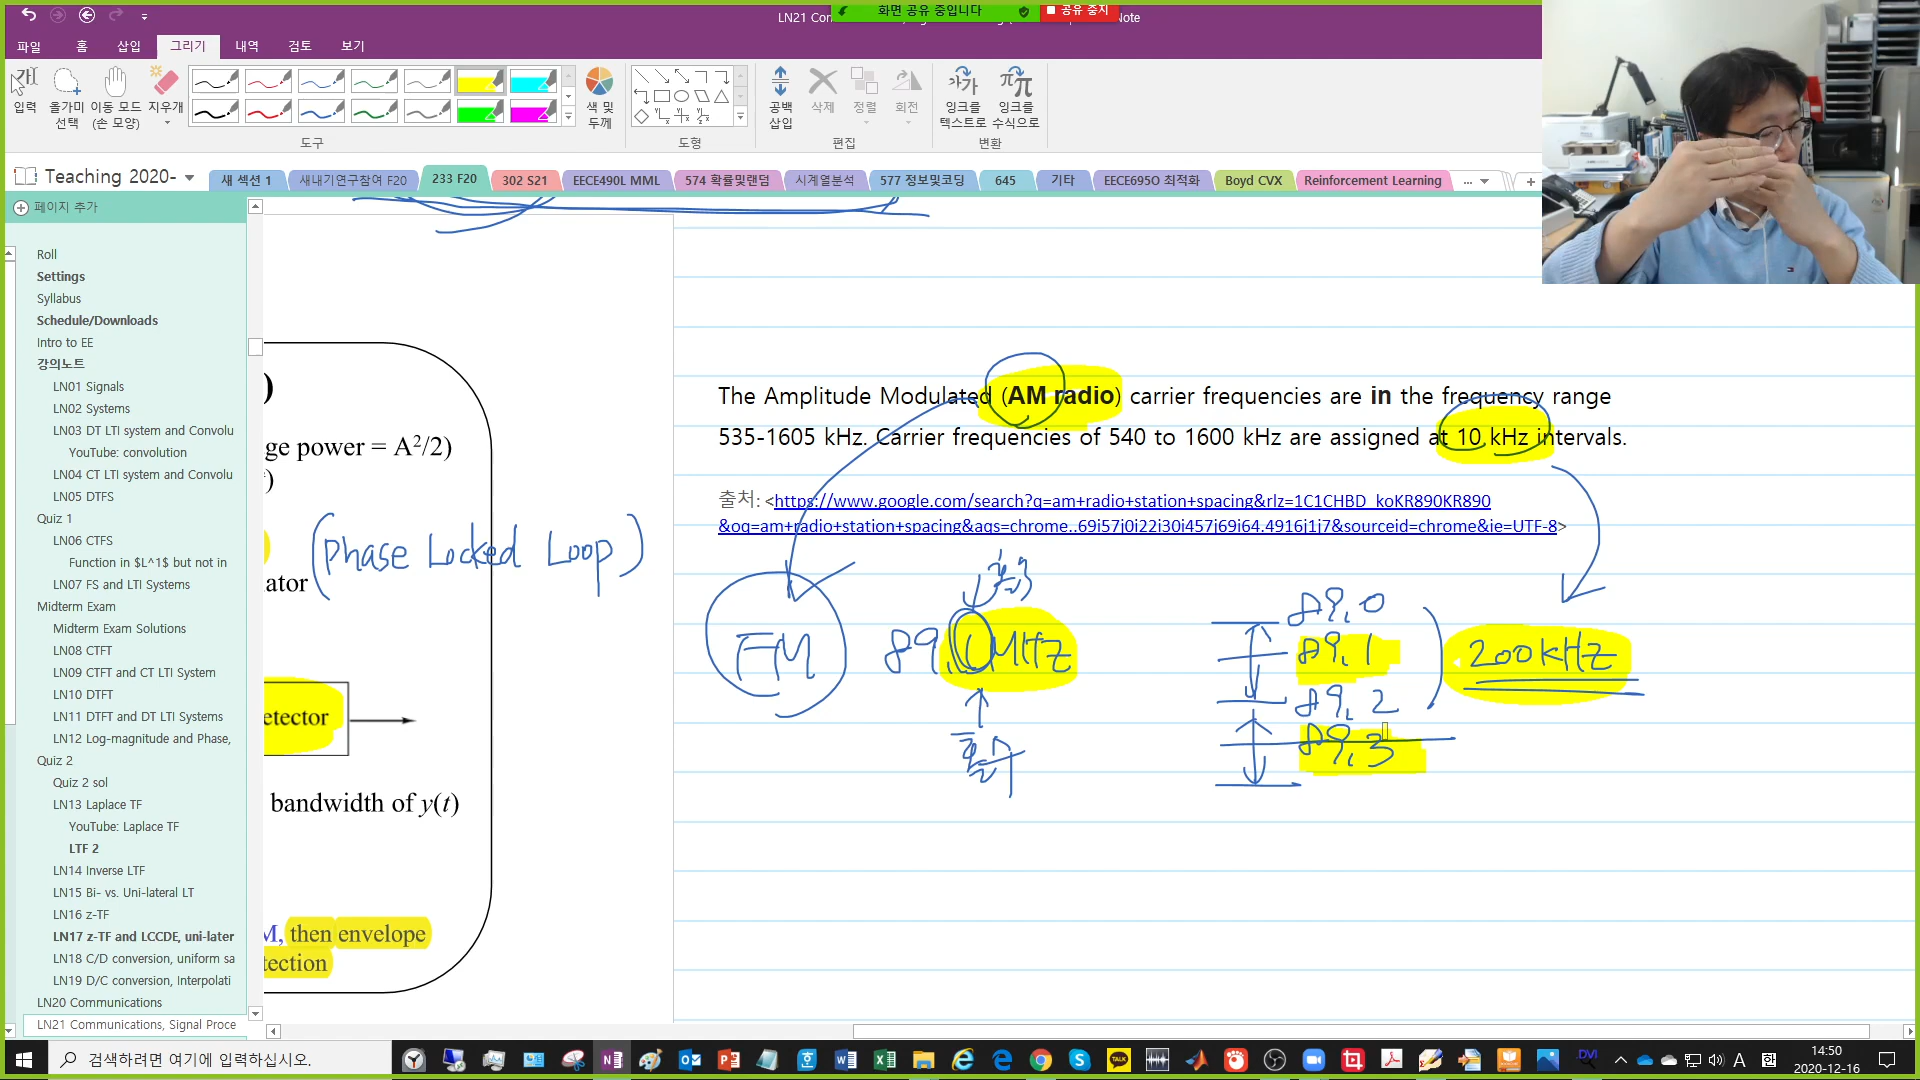 LN21 Con
Note
화면 공유 중입니다
공유 중지
파일 홈 삽입 그리기 내역 검토 보기
입력
올가미
선택
이동 모드
(손 모양)
지우개
색 및
두께
공백
삽입
삭제
정렬
회전
잉크를
텍스트로
잉크를
수식으로
도구
도형
편집
변환
Teaching 2020-
새 섹션 1
새내기연구참여 F20
233 F20
302 S21
EECE490L MML
574 확률및랜덤
시계열분석
577 정보및코딩
645
기타
EECE695O 최적화
Boyd CVX
Reinforcement Learning
...
페이지 추가
Roll
Settings
Syllabus
Schedule/Downloads
Intro to EE
강의노트
LN01 Signals
LN02 Systems
LN03 DT LTI system and Convolu
YouTube: convolution
LN04 CT LTI system and Convolu
LN05 DTFS
Quiz 1
LN06 CTFS
Function in $L^1$ but not in
LN07 FS and LTI Systems
Midterm Exam
Midterm Exam Solutions
LN08 CTFT
LN09 CTFT and CT LTI System
LN10 DTFT
LN11 DTFT and DT LTI Systems
LN12 Log-magnitude and Phase,
Quiz 2
Quiz 2 sol
LN13 Laplace TF
YouTube: Laplace TF
LTF 2
LN14 Inverse LTF
LN15 Bi- vs. Uni-lateral LT
LN16 z-TF
LN17 z-TF and LCCDE, uni-later
LN18 C/D conversion, uniform sa
LN19 D/C conversion, Interpolati
LN20 Communications
LN21 Communications, Signal Proce
)
ge power = A²/2)
)
(Phase Locked Loop)
ator
etector
bandwidth of y(t)
M, then envelope
tection
The Amplitude Modulated (AM radio) carrier frequencies are in the frequency range
535-1605 kHz. Carrier frequencies of 540 to 1600 kHz are assigned at 10 kHz intervals.
출처: <https://www.google.com/search?q=am+radio+station+spacing&rlz=1C1CHBD_koKR890KR890
&oq=am+radio+station+spacing&aqs=chrome..69i57j0i22i30i457j69i64.4916j1j7&sourceid=chrome&ie=UTF-8>
FM
89.1MHz
홀수
89.0
89.1
89.2
89.3
200kHz
검색하려면 여기에 입력하십시오.
TALK
DVI
A
한
14:50
2020-12-16